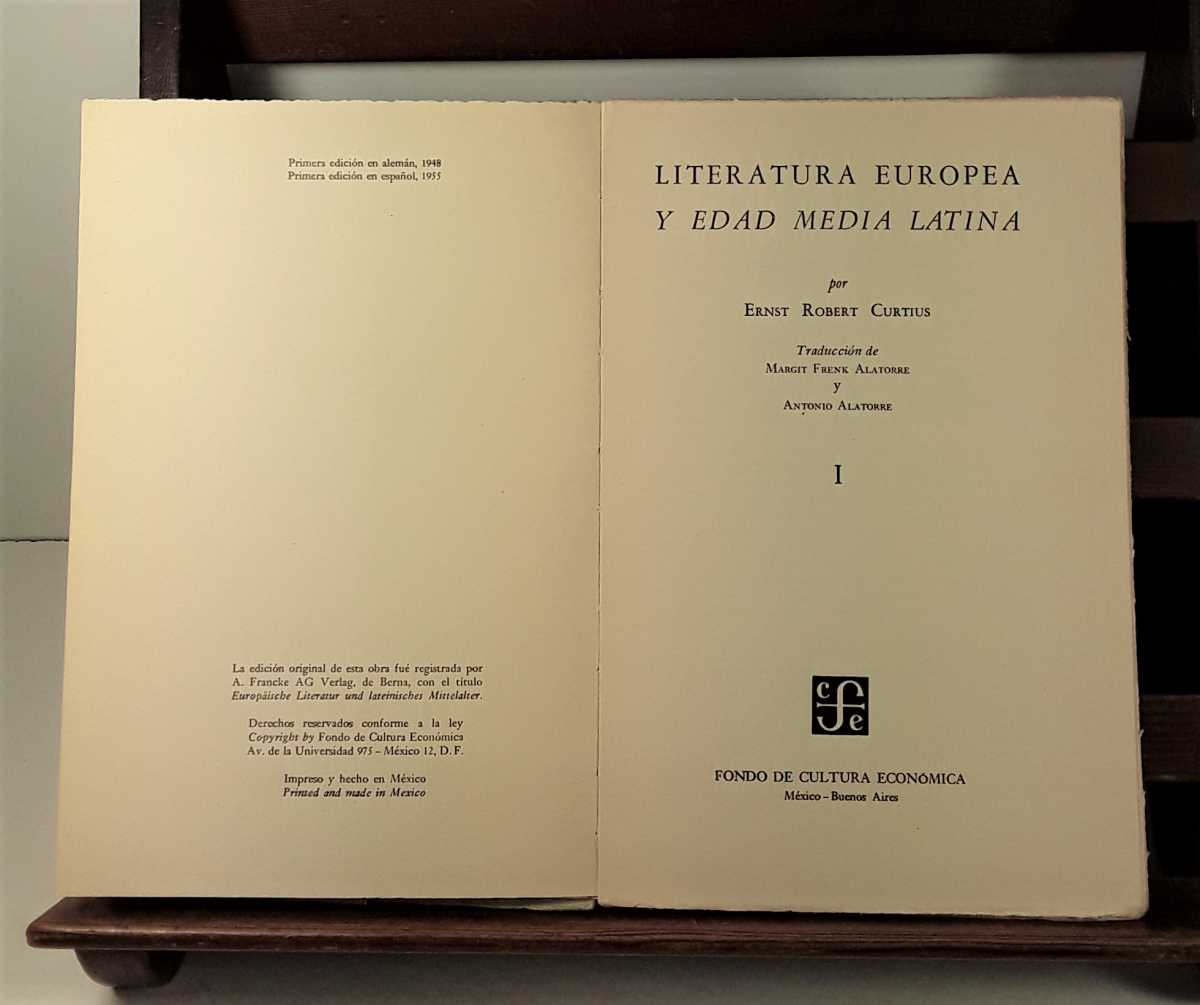 Primera edición en alemán, 1948
Primera edición en español, 1955
La edición original de esta obra fué registrada por
A. Francke AG Verlag, de Berna, con el título
Europäische Literatur und lateinisches Mittelalter.
Derechos reservados conforme a la ley
Copyright by Fondo de Cultura Económica
Av. de la Universidad 975 – México 12, D. F.
Impreso y hecho en México
Printed and made in Mexico
LITERATURA EUROPEA
Y EDAD MEDIA LATINA
por
ERNST ROBERT CURTIUS
Traducción de
MARGIT FRENK ALATORRE
y
ANTONIO ALATORRE
I
cfe
FONDO DE CULTURA ECONÓMICA
México – Buenos Aires